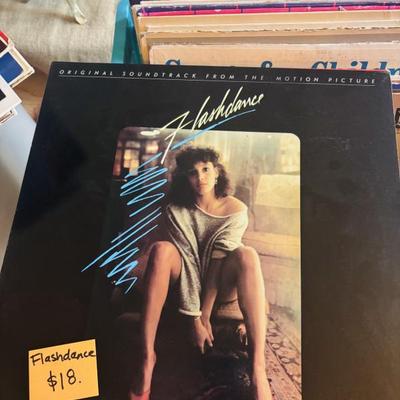 ORIGINAL SOUNDTRACK FROM THE MOTION PICTURE
Flashdance
Flashdance
$18.